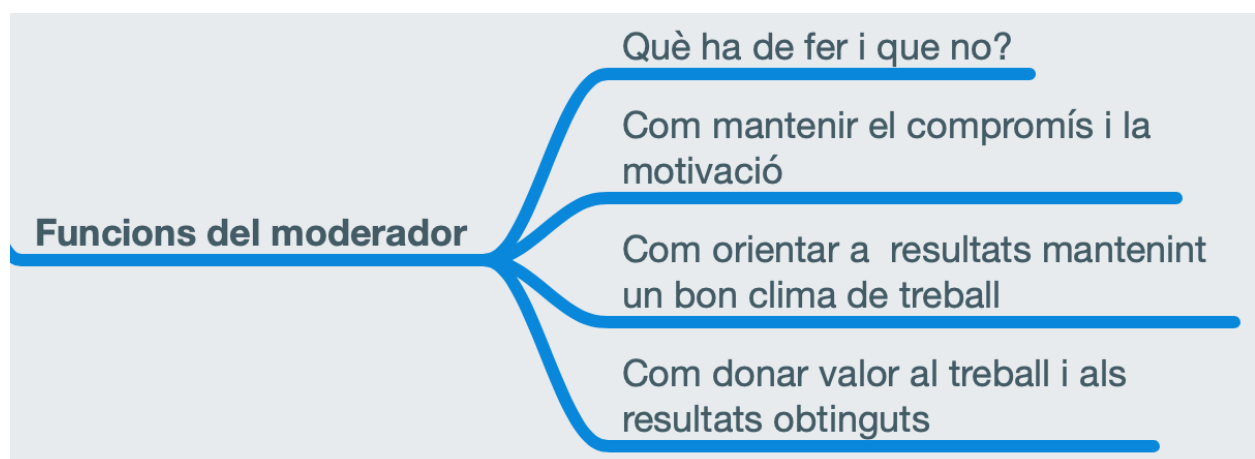 Què ha de fer i que no?
Com mantenir el compromís i la
motivació
Funcions del moderador
Com orientar a  resultats mantenint
un bon clima de treball
Com donar valor al treball i als
resultats obtinguts